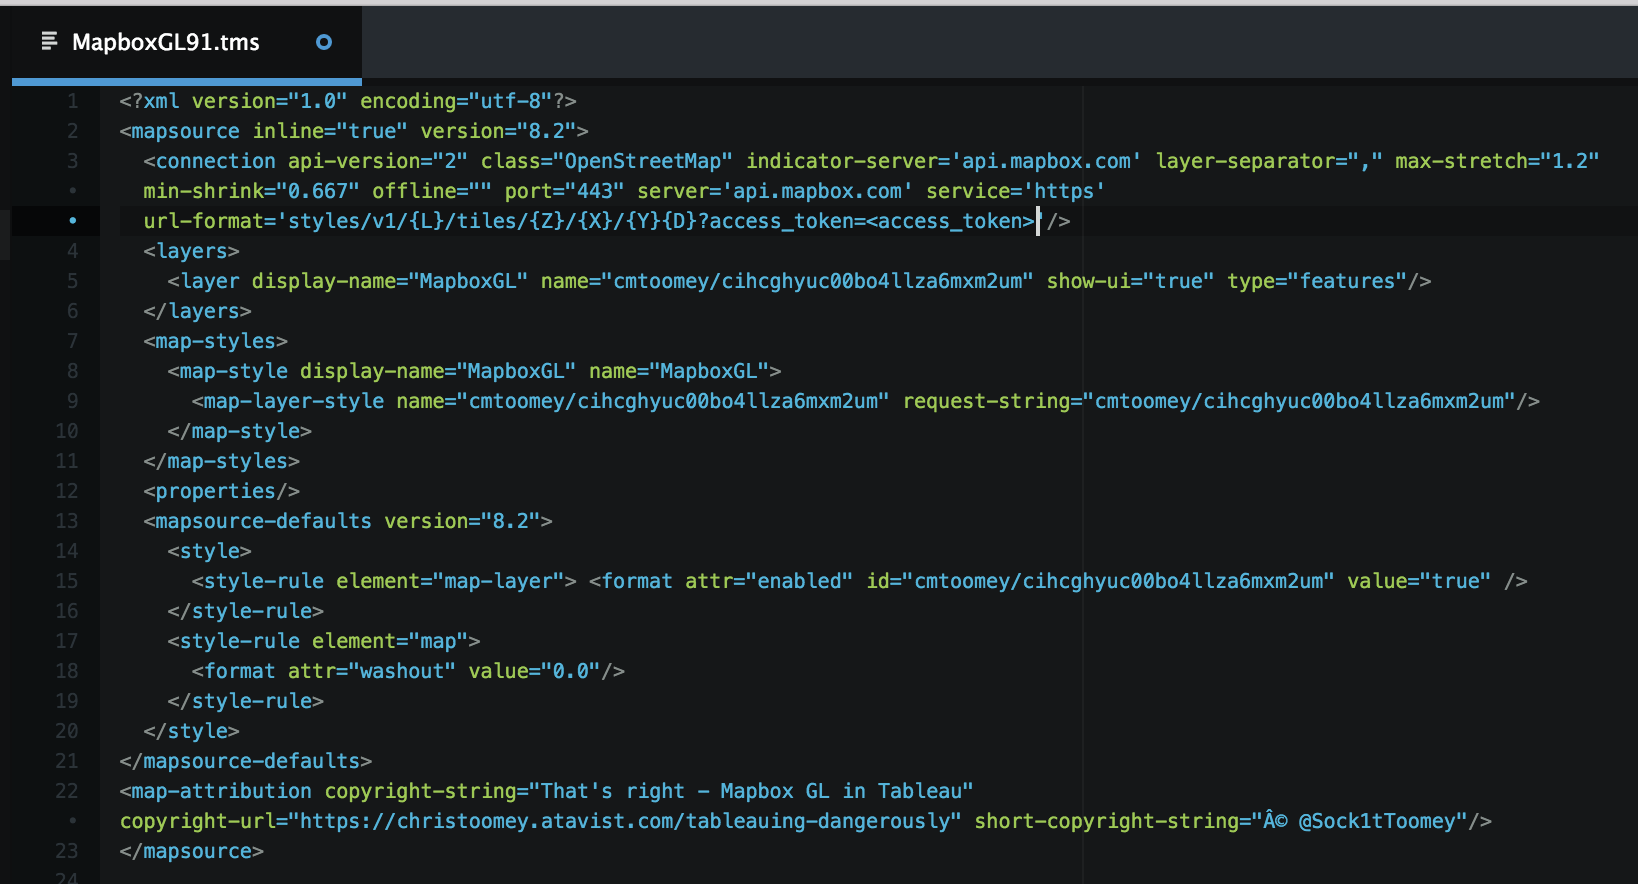 MapboxGL91.tms
1 <?xml version="1.0" encoding="utf-8"?>
2 <mapsource inline="true" version="8.2">
3 <connection api-version="2" class="OpenStreetMap" indicator-server='api.mapbox.com' layer-separator="," max-stretch="1.2"
• min-shrink="0.667" offline="" port="443" server='api.mapbox.com' service='https'
• url-format='styles/v1/{L}/tiles/{Z}/{X}/{Y}{D}?access_token=<access_token>'/>
4 <layers>
5 <layer display-name="MapboxGL" name="cmtoomey/cihcghyuc00bo4llza6mxm2um" show-ui="true" type="features"/>
6 </layers>
7 <map-styles>
8 <map-style display-name="MapboxGL" name="MapboxGL">
9 <map-layer-style name="cmtoomey/cihcghyuc00bo4llza6mxm2um" request-string="cmtoomey/cihcghyuc00bo4llza6mxm2um"/>
10 </map-style>
11 </map-styles>
12 <properties/>
13 <mapsource-defaults version="8.2">
14 <style>
15 <style-rule element="map-layer"> <format attr="enabled" id="cmtoomey/cihcghyuc00bo4llza6mxm2um" value="true" />
16 </style-rule>
17 <style-rule element="map">
18 <format attr="washout" value="0.0"/>
19 </style-rule>
20 </style>
21 </mapsource-defaults>
22 <map-attribution copyright-string="That's right - Mapbox GL in Tableau"
• copyright-url="https://christoomey.atavist.com/tableauing-dangerously" short-copyright-string="Â© @Sock1tToomey"/>
23 </mapsource>
24